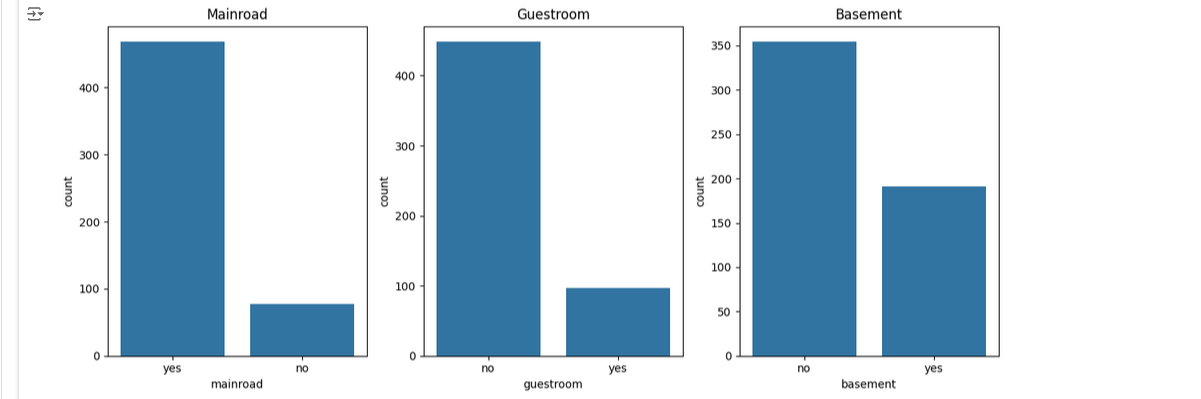 Mainroad
400
300
200
100
0
count
yes no
mainroad
Guestroom
400
300
200
100
0
count
no yes
guestroom
Basement
350
300
250
200
150
100
50
0
count
no yes
basement